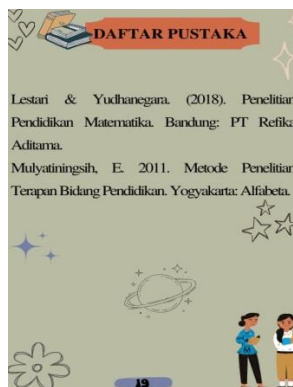 DAFTAR PUSTAKA
Lestari & Yudhanegara. (2018). Penelitian
Pendidikan Matematika. Bandung: PT Refika
Aditama.
Mulyatiningsih, E. 2011. Metode Penelitian
Terapan Bidang Pendidikan. Yogyakarta: Alfabeta.
19